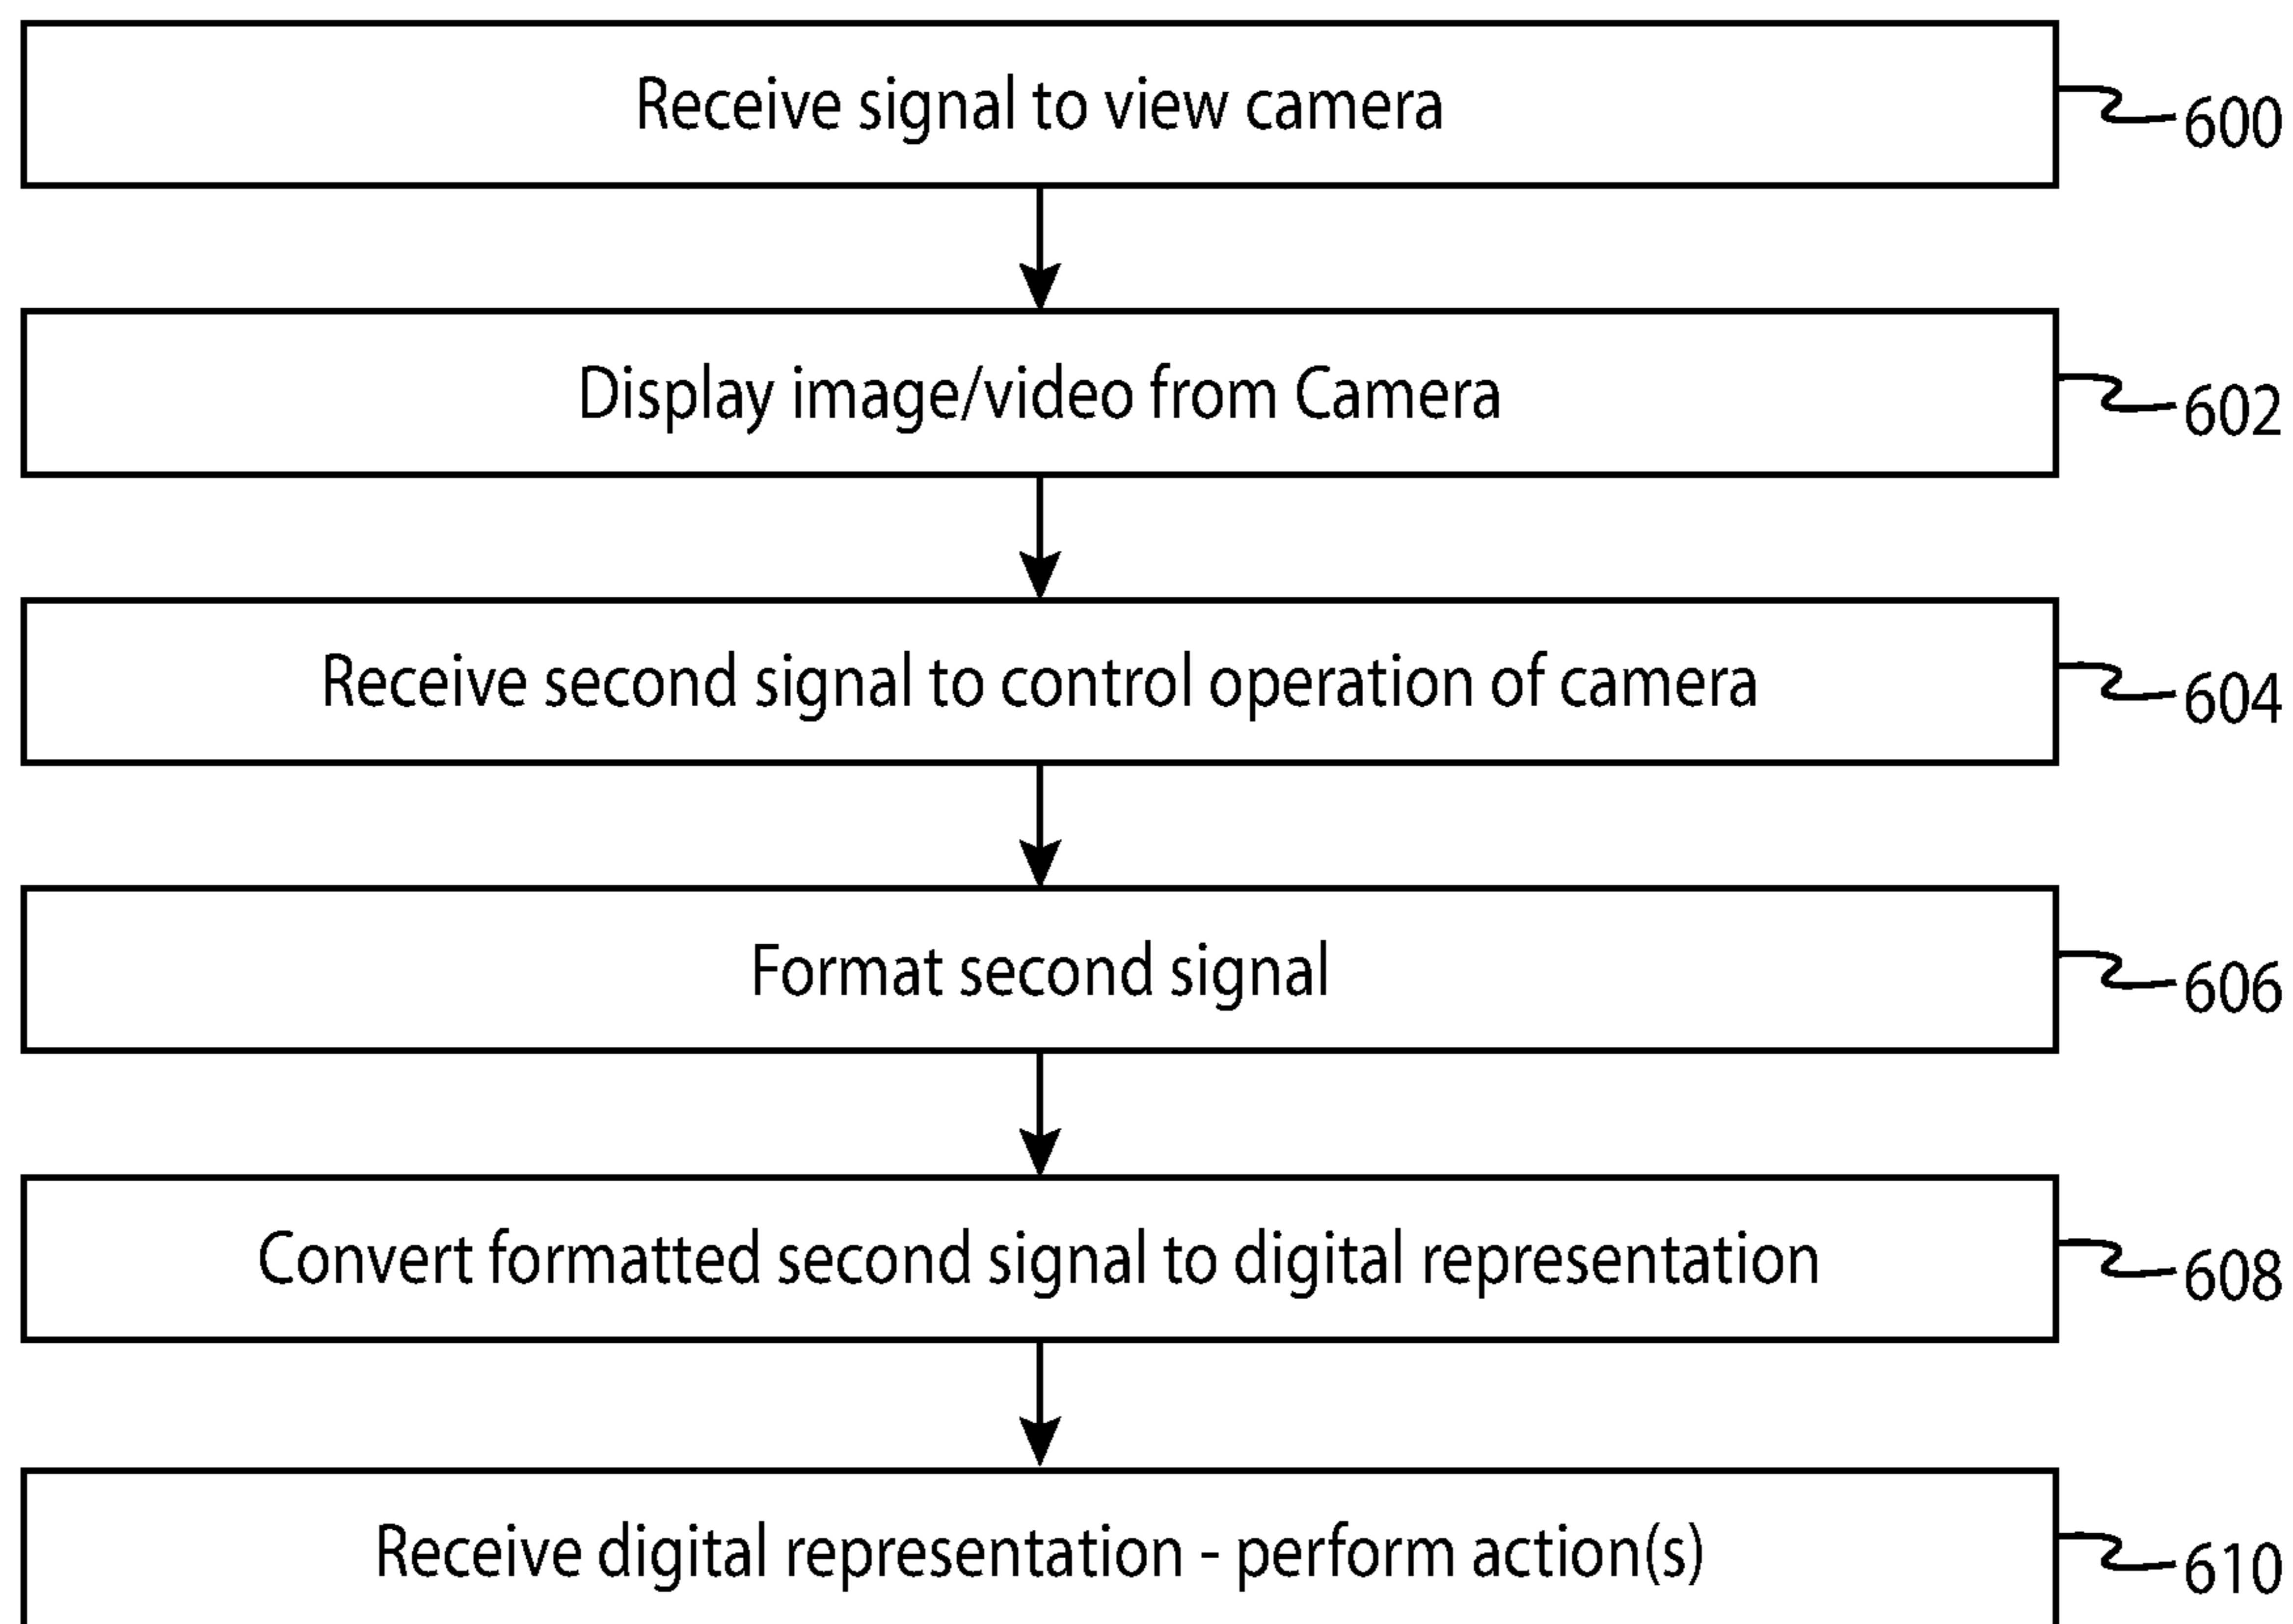 Receive signal to view camera
600
Display image/video from Camera
602
Receive second signal to control operation of camera
604
Format second signal
606
Convert formatted second signal to digital representation
608
Receive digital representation - perform action(s)
610